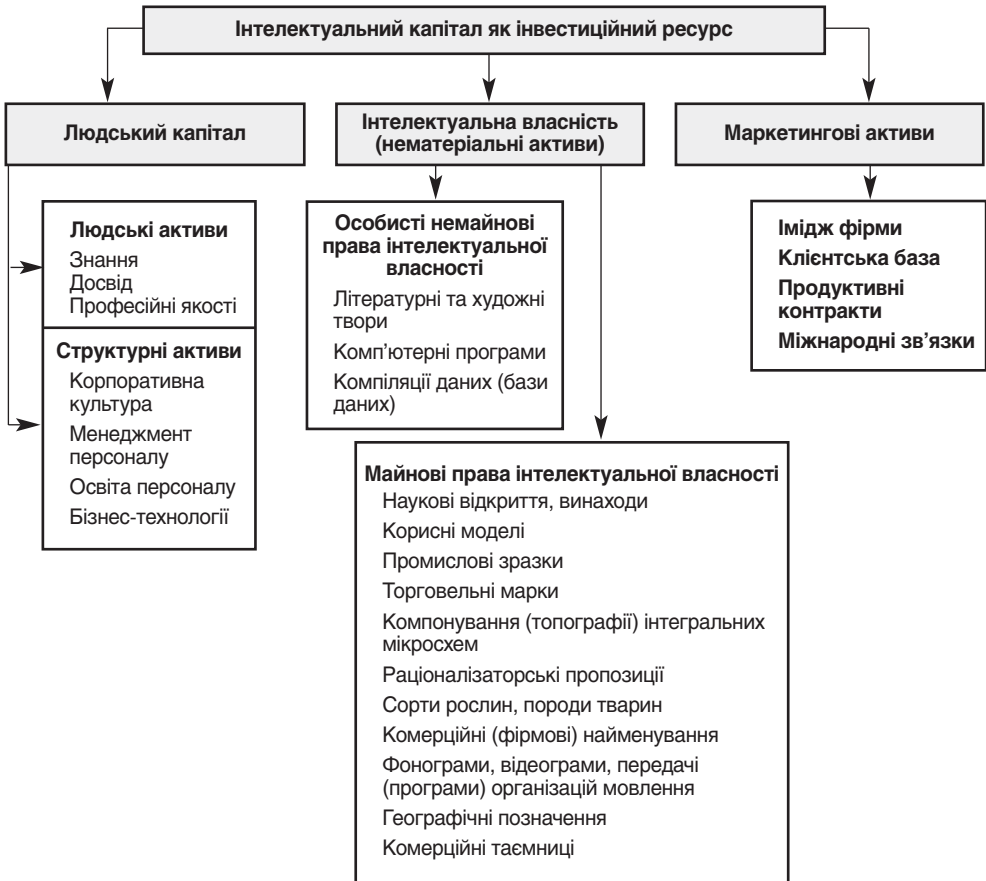 Інтелектуальний капітал як інвестиційний ресурс
Людський капітал
Інтелектуальна власність
(нематеріальні активи)
Маркетингові активи
Людські активи
Знання
Досвід
Професійні якості
Структурні активи
Корпоративна
культура
Менеджмент
персоналу
Освіта персоналу
Бізнес-технології
Особисті немайнові
права інтелектуальної
власності
Літературні та художні
твори
Комп’ютерні програми
Компіляції даних (бази
даних)
Майнові права інтелектуальної власності
Наукові відкриття, винаходи
Корисні моделі
Промислові зразки
Торговельні марки
Компонування (топографії) інтегральних
мікросхем
Раціоналізаторські пропозиції
Сорти рослин, породи тварин
Комерційні (фірмові) найменування
Фонограми, відеограми, передачі
(програми) організацій мовлення
Географічні позначення
Комерційні таємниці
Імідж фірми
Клієнтська база
Продуктивні
контракти
Міжнародні зв’язки